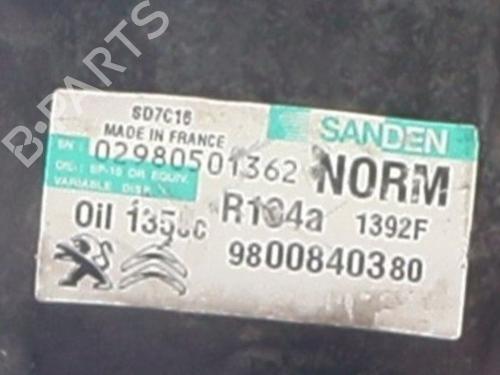 B-PARTS
SD7C16
MADE IN FRANCE
SANDEN
SN : 02980501362
NORM
OIL: SP-10 OR EQUIV.
VARIABLE DISP.
Oil 135cc
R134a
1392F
9800840380